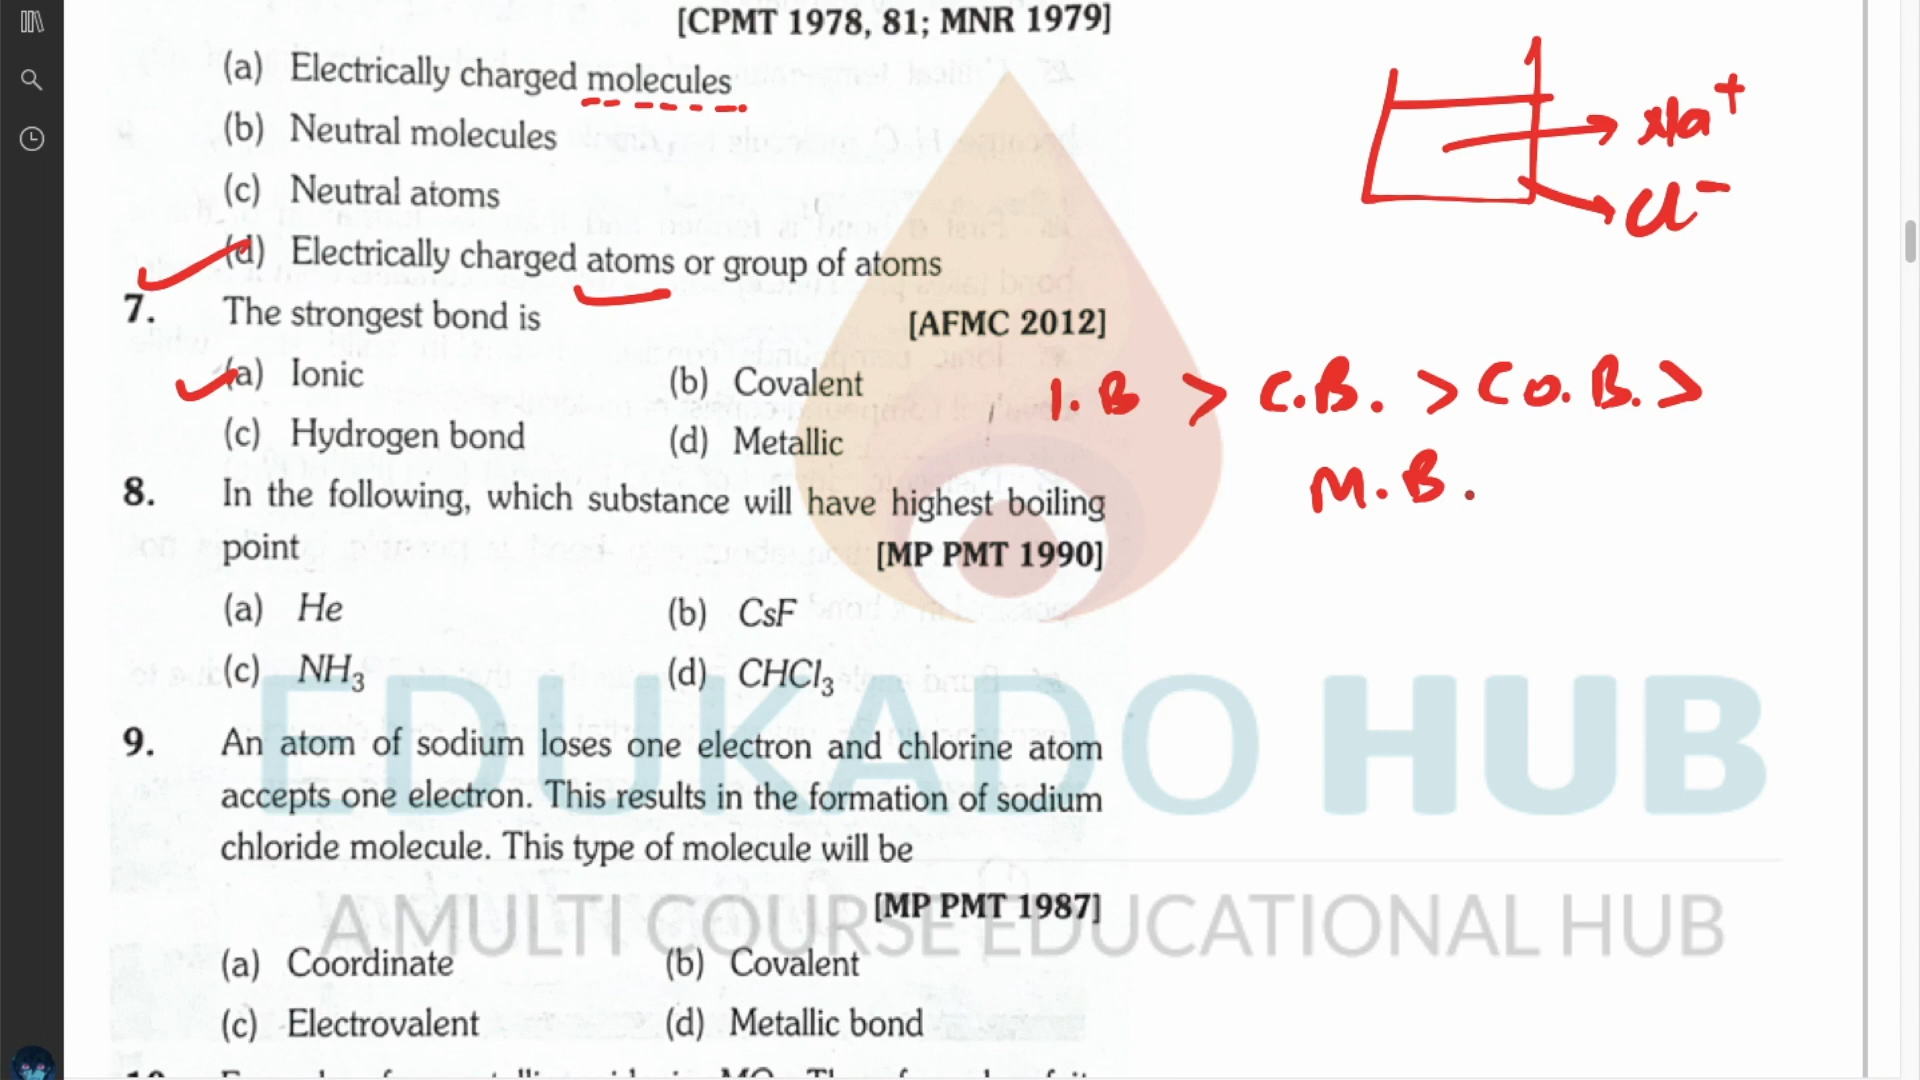 [CPMT 1978, 81; MNR 1979]
(a) Electrically charged molecules
(b) Neutral molecules
(c) Neutral atoms
(d) Electrically charged atoms or group of atoms
Na+
Cl-
7. The strongest bond is [AFMC 2012]
(a) Ionic (b) Covalent
(c) Hydrogen bond (d) Metallic
I.B > C.B. > CO.B. >
M.B.
8. In the following, which substance will have highest boiling
point [MP PMT 1990]
(a) He (b) CsF
(c) NH3 (d) CHCl3
EDUKADO HUB
9. An atom of sodium loses one electron and chlorine atom
accepts one electron. This results in the formation of sodium
chloride molecule. This type of molecule will be
[MP PMT 1987]
A MULTI COURSE EDUCATIONAL HUB
(a) Coordinate (b) Covalent
(c) Electrovalent (d) Metallic bond